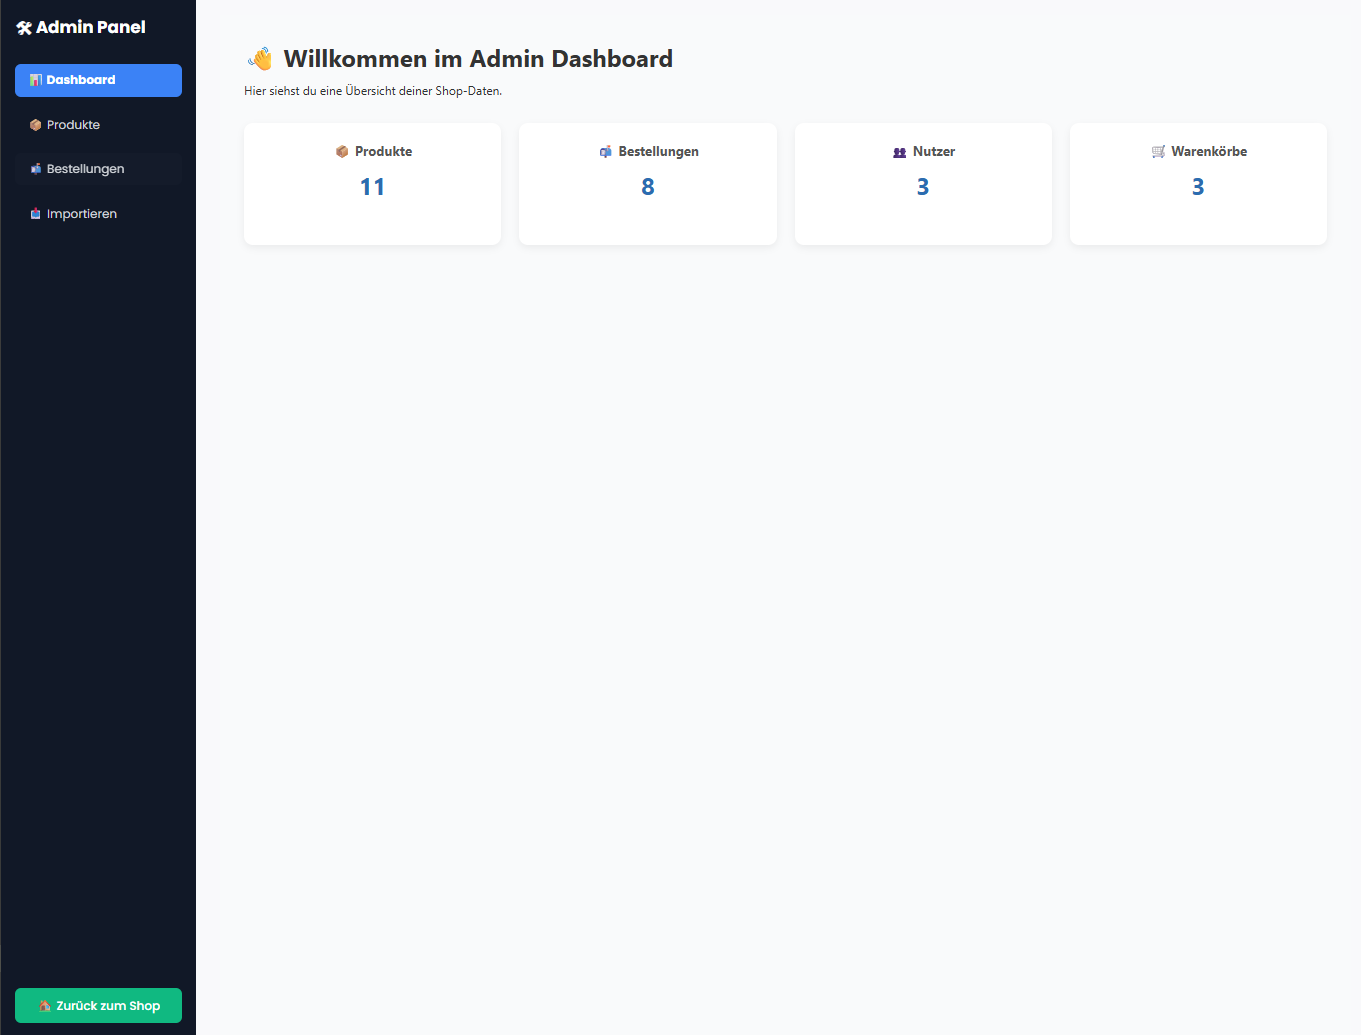 🛠 Admin Panel
📊 Dashboard
📦 Produkte
📬 Bestellungen
📥 Importieren
🏠 Zurück zum Shop
👋 Willkommen im Admin Dashboard
Hier siehst du eine Übersicht deiner Shop-Daten.
📦 Produkte
11
📬 Bestellungen
8
👥 Nutzer
3
🛒 Warenkörbe
3